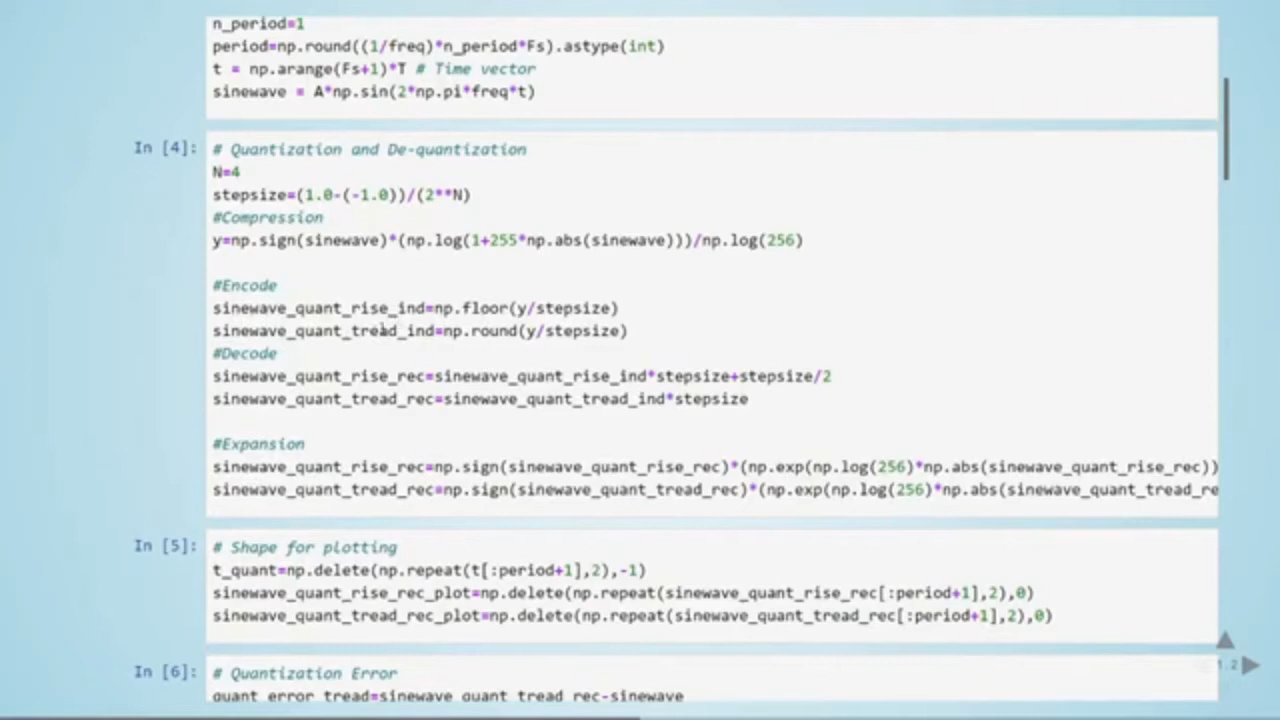 n_period=1
period=np.round((1/freq)*n_period*Fs).astype(int)
t = np.arange(Fs+1)*T # Time vector
sinewave = A*np.sin(2*np.pi*freq*t)
In [4]:
# Quantization and De-quantization
N=4
stepsize=(1.0-(-1.0))/(2**N)
#Compression
y=np.sign(sinewave)*(np.log(1+255*np.abs(sinewave)))/np.log(256)
#Encode
sinewave_quant_rise_ind=np.floor(y/stepsize)
sinewave_quant_tread_ind=np.round(y/stepsize)
#Decode
sinewave_quant_rise_rec=sinewave_quant_rise_ind*stepsize+stepsize/2
sinewave_quant_tread_rec=sinewave_quant_tread_ind*stepsize
#Expansion
sinewave_quant_rise_rec=np.sign(sinewave_quant_rise_rec)*(np.exp(np.log(256)*np.abs(sinewave_quant_rise_rec))
sinewave_quant_tread_rec=np.sign(sinewave_quant_tread_rec)*(np.exp(np.log(256)*np.abs(sinewave_quant_tread_re
In [5]:
# Shape for plotting
t_quant=np.delete(np.repeat(t[:period+1],2),-1)
sinewave_quant_rise_rec_plot=np.delete(np.repeat(sinewave_quant_rise_rec[:period+1],2),0)
sinewave_quant_tread_rec_plot=np.delete(np.repeat(sinewave_quant_tread_rec[:period+1],2),0)
In [6]:
# Quantization Error
quant_error_tread=sinewave_quant_tread_rec-sinewave
1.2